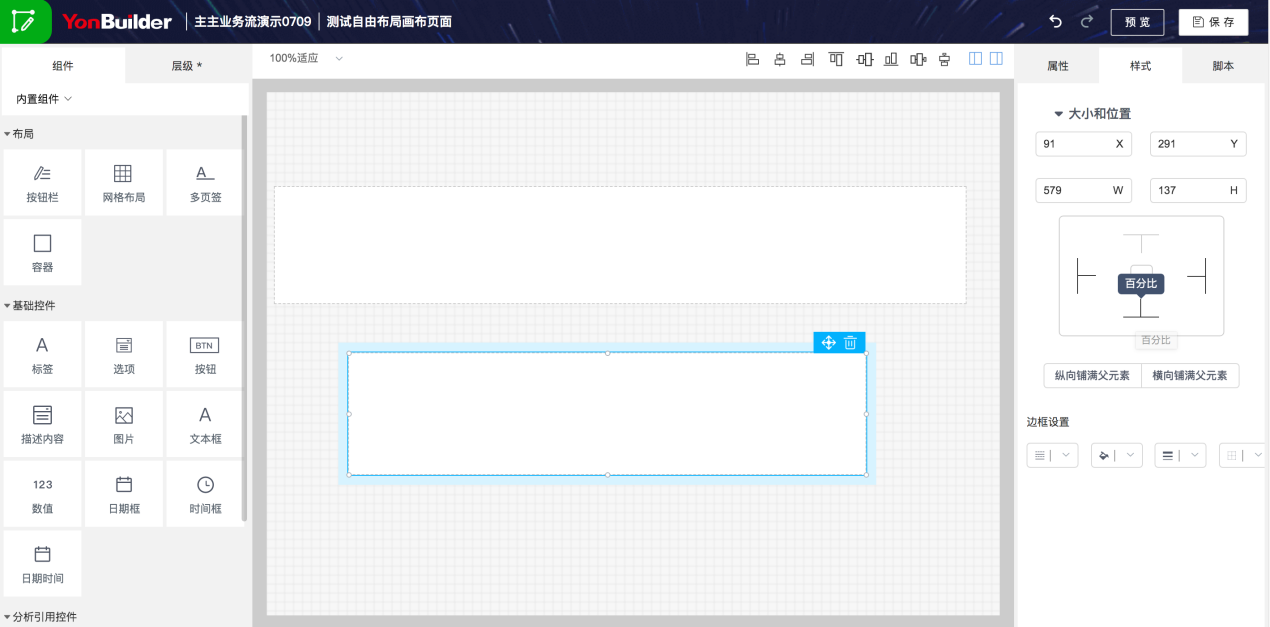 YonBuilder 主主业务流演示0709 测试自由布局画布页面 预览 保存
组件 层级 * 100%适应 属性 样式 脚本
内置组件
大小和位置
布局
91 X 291 Y
按钮栏 网格布局 多页签
579 W 137 H
容器
百分比
基础控件
百分比
A BTN
标签 选项 按钮
纵向铺满父元素 横向铺满父元素
描述内容 图片 文本框
边框设置
123
数值 日期框 时间框
日期时间
分析引用控件